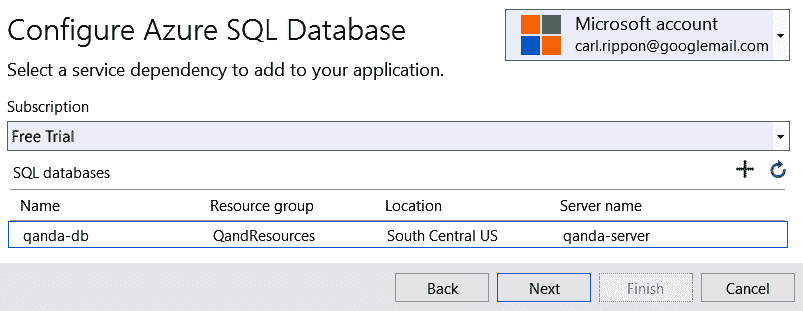 Configure Azure SQL Database
Microsoft account
carl.rippon@googlemail.com
Select a service dependency to add to your application.
Subscription
Free Trial
SQL databases
Name Resource group Location Server name
qanda-db QandResources South Central US qanda-server
Back Next Finish Cancel